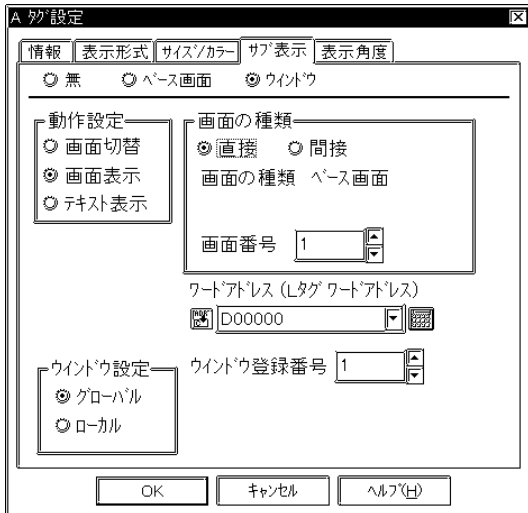 A ﾀｸﾞ設定
情報 表示形式 ｻｲｽﾞ/ｶﾗｰ ｻﾌﾞ表示 表示角度
無 ﾍﾞｰｽ画面 ｳｨﾝﾄﾞｳ
動作設定
画面切替
画面表示
ﾃｷｽﾄ表示
画面の種類
直接 間接
画面の種類 ﾍﾞｰｽ画面
画面番号 1
ﾜｰﾄﾞｱﾄﾞﾚｽ (Lﾀｸﾞ ﾜｰﾄﾞｱﾄﾞﾚｽ)
D00000
ｳｲﾝﾄﾞｳ登録番号 1
ｳｲﾝﾄﾞｳ設定
ｸﾞﾛｰﾊﾞﾙ
ﾛｰｶﾙ
OK ｷｬﾝｾﾙ ﾍﾙﾌﾟ(H)